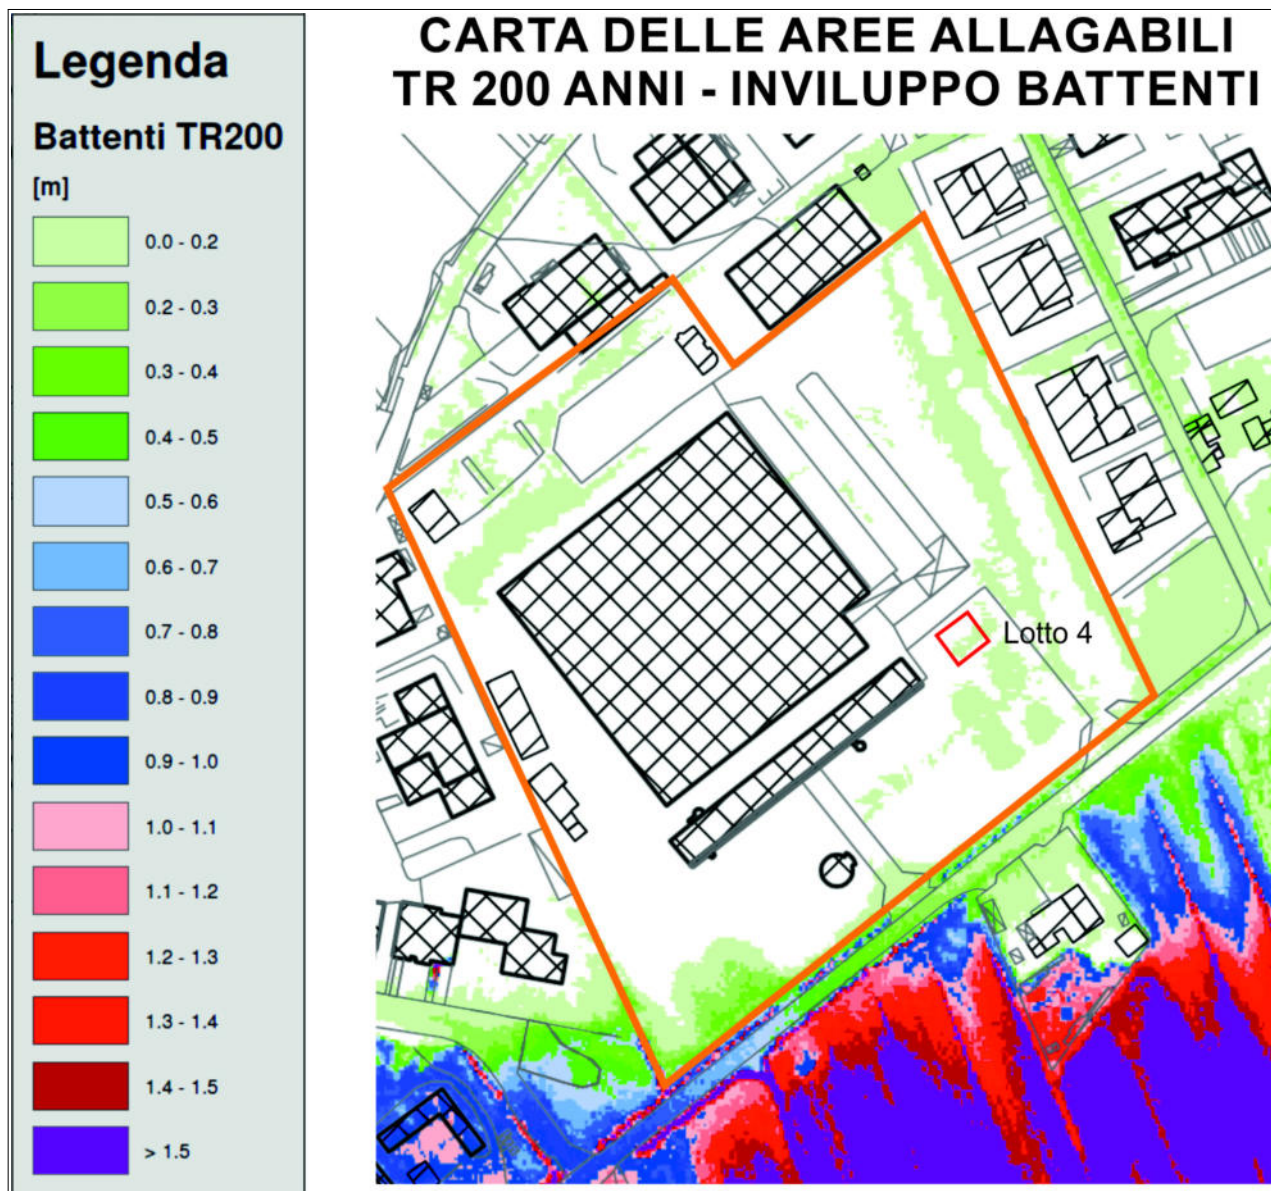 Legenda
Battenti TR200
[m]
0.0 - 0.2
0.2 - 0.3
0.3 - 0.4
0.4 - 0.5
0.5 - 0.6
0.6 - 0.7
0.7 - 0.8
0.8 - 0.9
0.9 - 1.0
1.0 - 1.1
1.1 - 1.2
1.2 - 1.3
1.3 - 1.4
1.4 - 1.5
> 1.5
CARTA DELLE AREE ALLAGABILI
TR 200 ANNI - INVILUPPO BATTENTI
Lotto 4